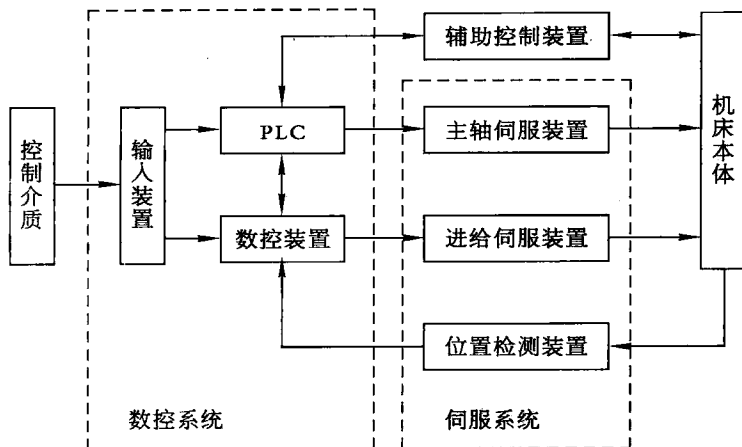 辅助控制装置
PLC
主轴伺服装置
机床本体
控制介质
输入装置
数控装置
进给伺服装置
位置检测装置
数控系统
伺服系统